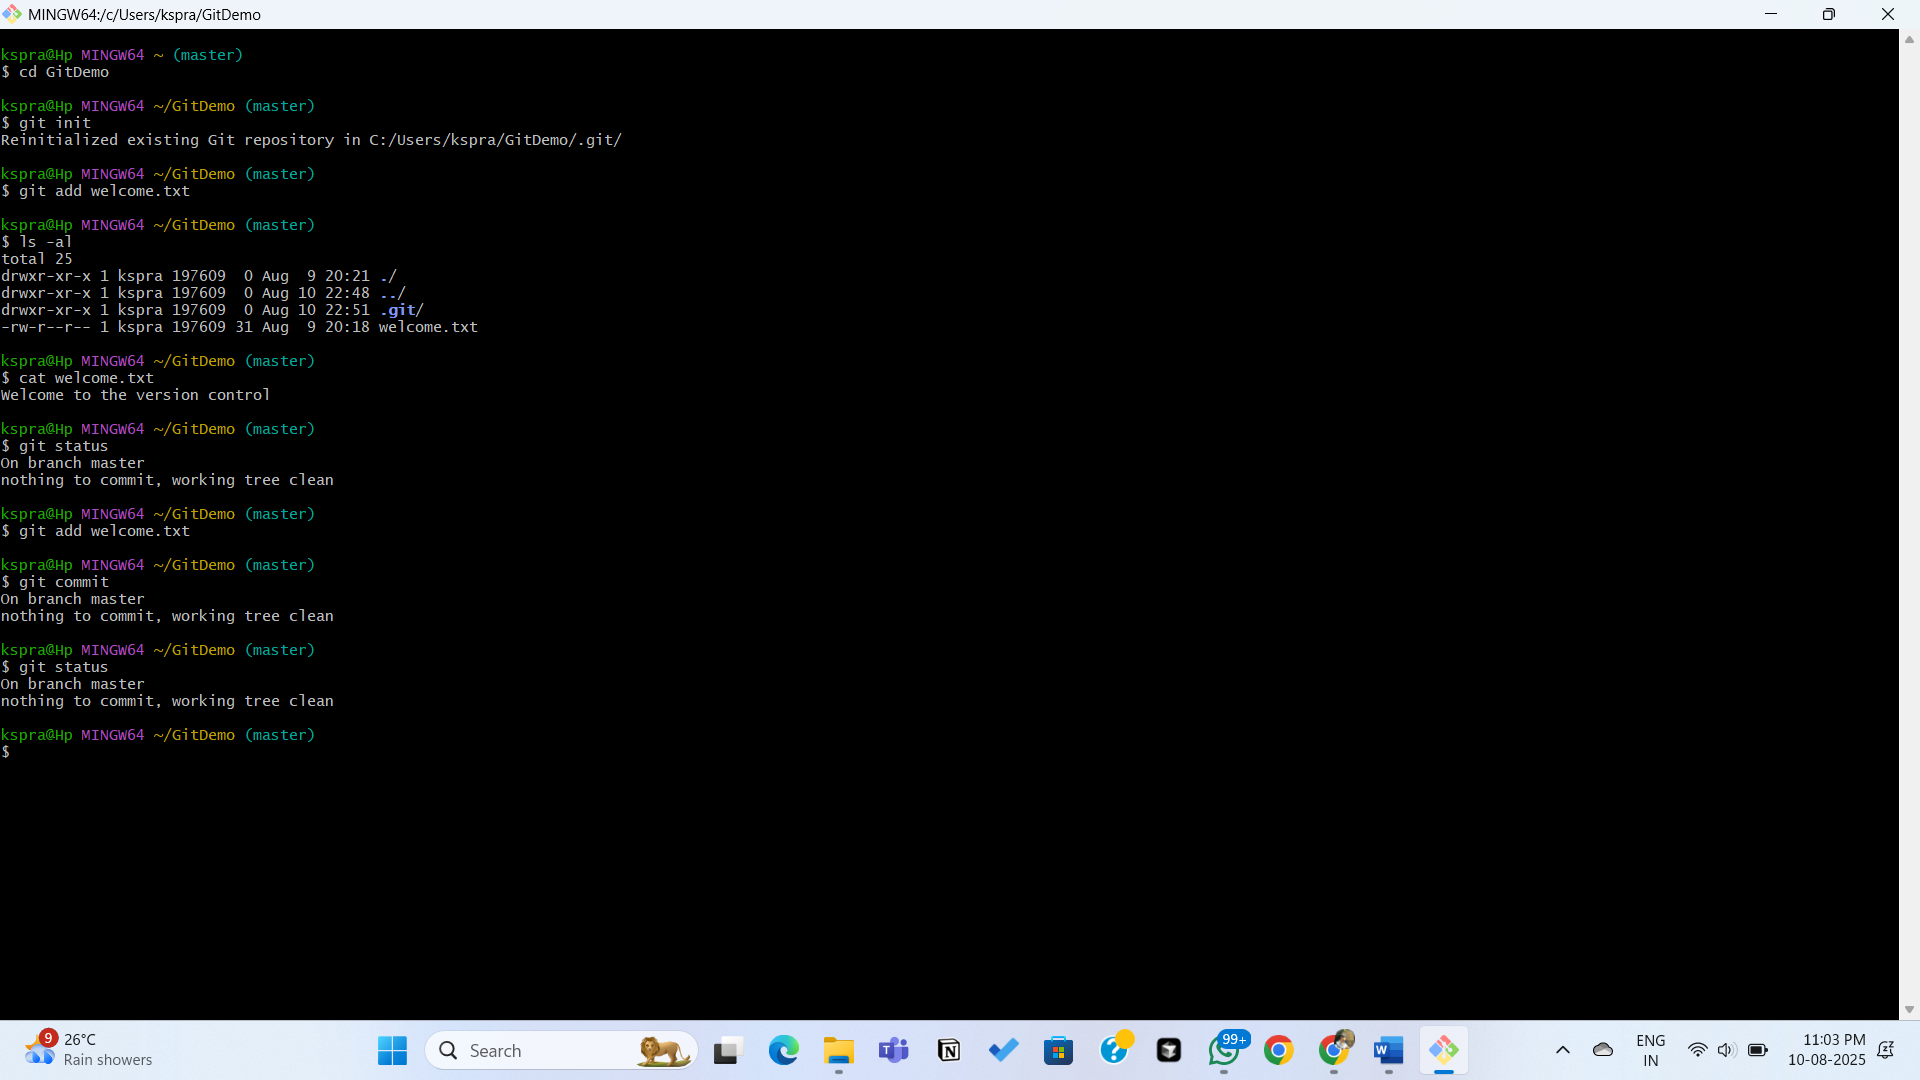 MINGW64:/c/Users/kspra/GitDemo
kspra@Hp MINGW64 ~ (master)
$ cd GitDemo
kspra@Hp MINGW64 ~/GitDemo (master)
$ git init
Reinitialized existing Git repository in C:/Users/kspra/GitDemo/.git/
kspra@Hp MINGW64 ~/GitDemo (master)
$ git add welcome.txt
kspra@Hp MINGW64 ~/GitDemo (master)
$ ls -al
total 25
drwxr-xr-x 1 kspra 197609  0 Aug  9 20:21 ./
drwxr-xr-x 1 kspra 197609  0 Aug 10 22:48 ../
drwxr-xr-x 1 kspra 197609  0 Aug 10 22:51 .git/
-rw-r--r-- 1 kspra 197609 31 Aug  9 20:18 welcome.txt
kspra@Hp MINGW64 ~/GitDemo (master)
$ cat welcome.txt
Welcome to the version control
kspra@Hp MINGW64 ~/GitDemo (master)
$ git status
On branch master
nothing to commit, working tree clean
kspra@Hp MINGW64 ~/GitDemo (master)
$ git add welcome.txt
kspra@Hp MINGW64 ~/GitDemo (master)
$ git commit
On branch master
nothing to commit, working tree clean
kspra@Hp MINGW64 ~/GitDemo (master)
$ git status
On branch master
nothing to commit, working tree clean
kspra@Hp MINGW64 ~/GitDemo (master)
$
9
26°C
Rain showers
Search
99+
ENG
IN
11:03 PM
10-08-2025